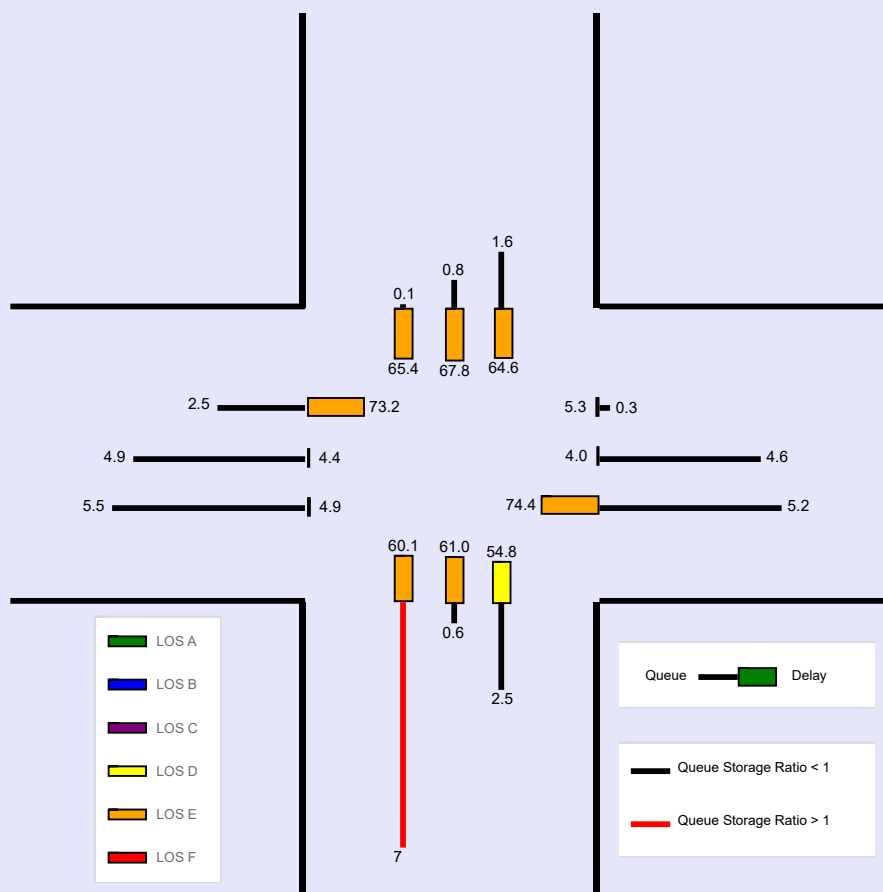 1.6
0.8
0.1
65.4
67.8
64.6
2.5
73.2
5.3
0.3
4.9
4.4
4.0
4.6
5.5
4.9
74.4
5.2
60.1
61.0
54.8
0.6
2.5
7
LOS A
LOS B
LOS C
LOS D
LOS E
LOS F
Queue
Delay
Queue Storage Ratio < 1
Queue Storage Ratio > 1